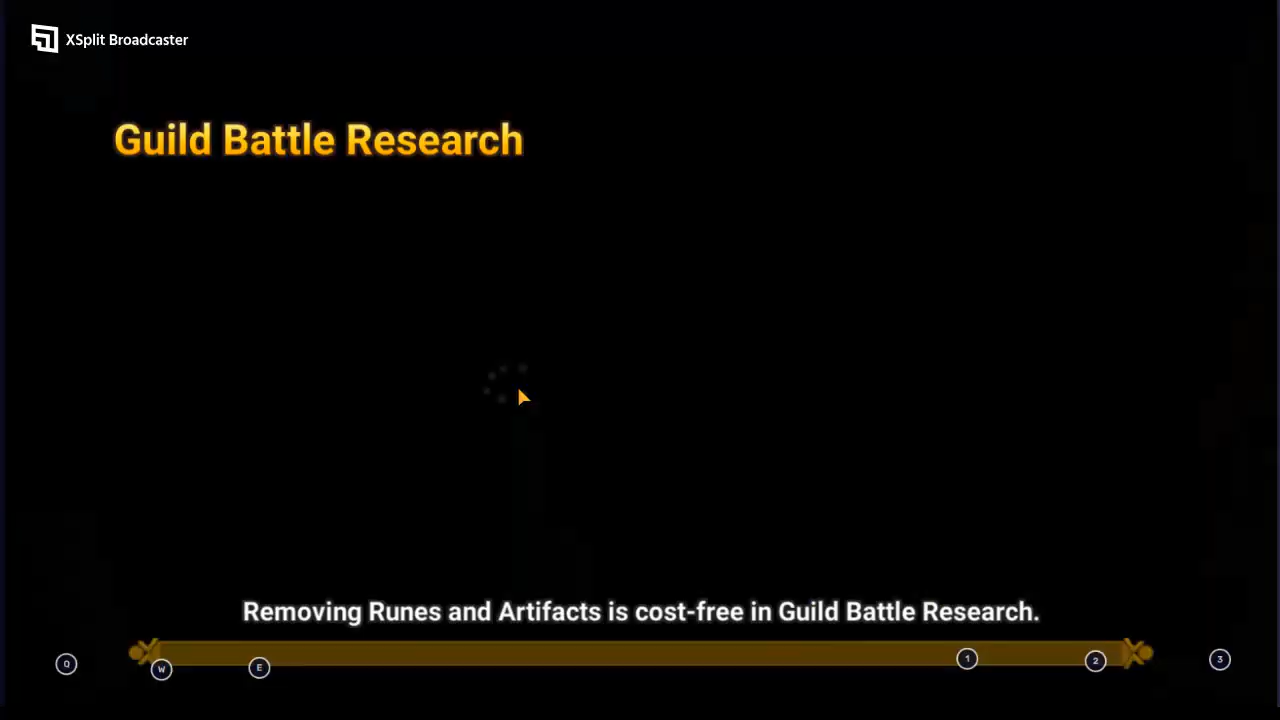 XSplit Broadcaster
Guild Battle Research
Removing Runes and Artifacts is cost-free in Guild Battle Research.
Q
W
E
1
2
3